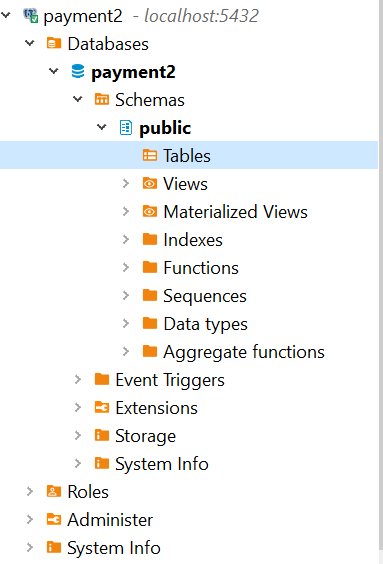 payment2 - localhost:5432
Databases
payment2
Schemas
public
Tables
Views
Materialized Views
Indexes
Functions
Sequences
Data types
Aggregate functions
Event Triggers
Extensions
Storage
System Info
Roles
Administer
System Info